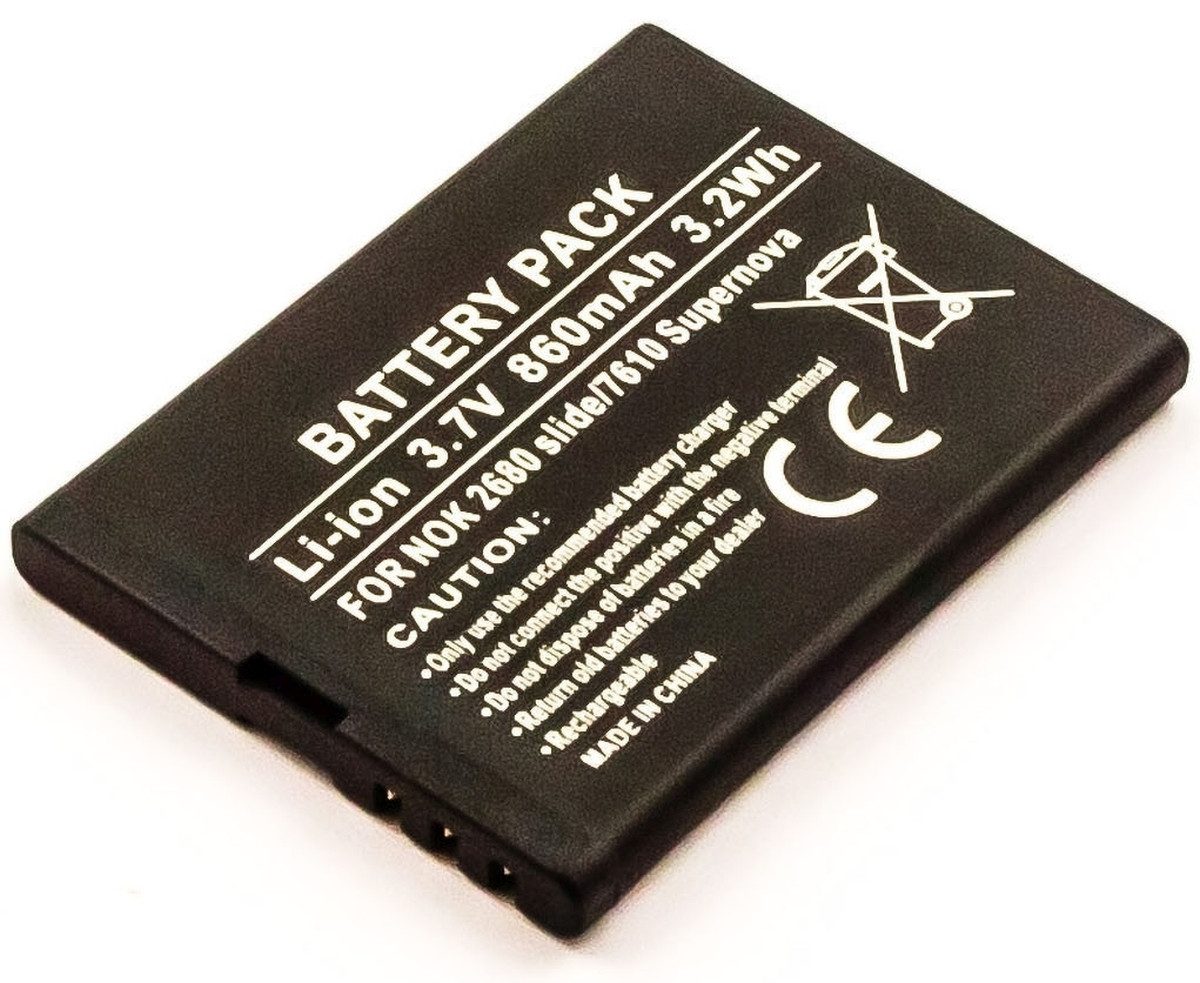 BATTERY PACK
Li-ion 3.7V 860mAh 3.2Wh
FOR NOK 2680 slide/7610 Supernova
CAUTION:
• Only use the recommended battery charger
• Do not connect the positive with the negative terminal
• Do not dispose of batteries in a fire
• Return old batteries to your dealer
• Rechargeable
MADE IN CHINA
CE